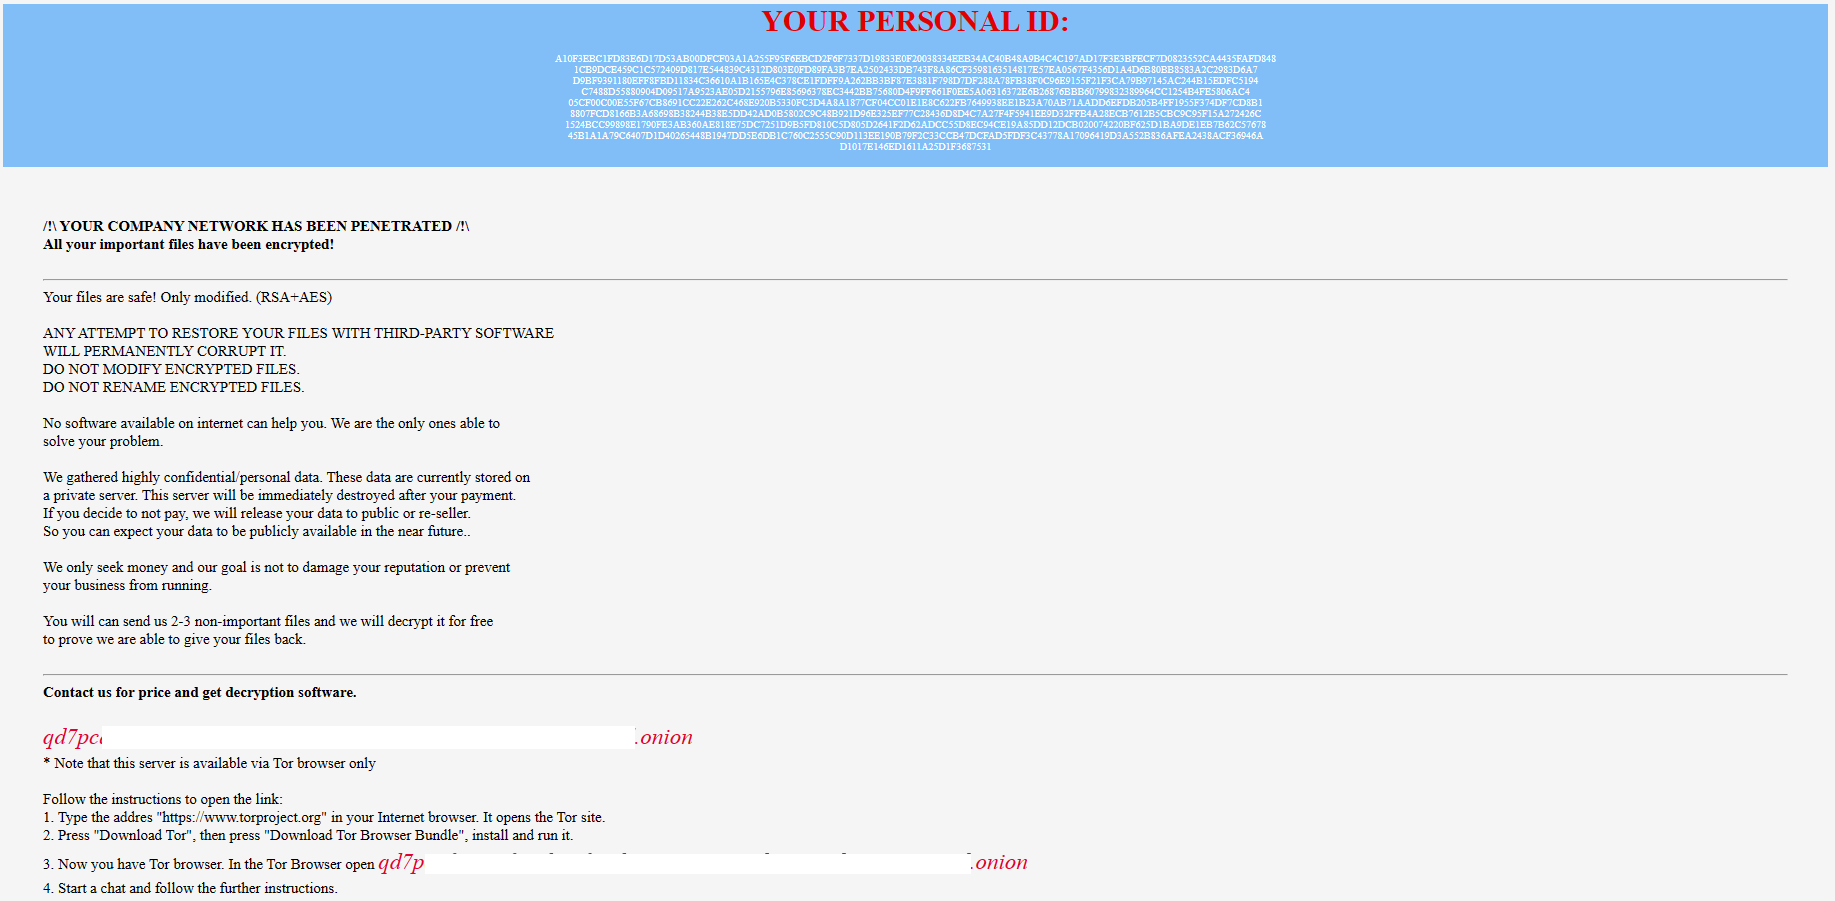 YOUR PERSONAL ID:
A10F3EBC1FD83E6D17D53AB00DFCF03A1A255F95F6EBCD2F6F7337D19833E0F20038334EEB34AC40B48A9B4C4C197AD17F3E3BFECF7D0823552CA4435FAFD848
1CB9DCE459C1C572409D817E544839C4312D803E0FD89FA3B7EA2502433DB743F8A86CF3598163514817E57EA0567F4356D1A4D6B80BB8583A2C2983D6A7
D9BF9391180EFF8FBD11834C36610A1B165E4C378CE1FDFF9A262BB3BF87E3881F798D7DF288A78FB38F0C96E9155F21F3CA79B97145AC244B15EDFC5194
C7488D55880904D09517A9523AE05D2155796E85696378EC3442BB75680D4F9FF661F0EE5A06316372E6B26876BBB60799832389964CC1254B4FE5806AC4
05CF00C00E55F67CB8691CC22E262C468E920B5330FC3D4A8A1877CF04CC01E1E8C622FB7649938EE1B23A70AB71AADD6EFDB205B4FF1955F374DF7CD8B1
8807FCD8166B3A68698B38244B38E5DD42AD0B5802C9C48B921D96E325EF77C28436D8D4C7A27F4F5941EE9D32FFB4A28ECB7612B5CBC9C95F15A272426C
1524BCC99898E1790FE3AB360AE818E75DC7251D9B5FD810C5D805D2641F2D62ADCC55D8EC94CE19A85DD12DCB020074220BF625D1BA9DE1EB7B62C57678
45B1A1A79C6407D1D40265448B1947DD5E6DB1C760C2555C90D113EE190B79F2C33CCB47DCFAD5FDF3C43778A17096419D3A552B836AFEA2438ACF36946A
D1017E146ED1611A25D1F3687531
/!\ YOUR COMPANY NETWORK HAS BEEN PENETRATED /!\
All your important files have been encrypted!
Your files are safe! Only modified. (RSA+AES)
ANY ATTEMPT TO RESTORE YOUR FILES WITH THIRD-PARTY SOFTWARE
WILL PERMANENTLY CORRUPT IT.
DO NOT MODIFY ENCRYPTED FILES.
DO NOT RENAME ENCRYPTED FILES.
No software available on internet can help you. We are the only ones able to
solve your problem.
We gathered highly confidential/personal data. These data are currently stored on
a private server. This server will be immediately destroyed after your payment.
If you decide to not pay, we will release your data to public or re-seller.
So you can expect your data to be publicly available in the near future..
We only seek money and our goal is not to damage your reputation or prevent
your business from running.
You will can send us 2-3 non-important files and we will decrypt it for free
to prove we are able to give your files back.
Contact us for price and get decryption software.
qd7pc .onion
* Note that this server is available via Tor browser only
Follow the instructions to open the link:
1. Type the addres "https://www.torproject.org" in your Internet browser. It opens the Tor site.
2. Press "Download Tor", then press "Download Tor Browser Bundle", install and run it.
3. Now you have Tor browser. In the Tor Browser open qd7p .onion
4. Start a chat and follow the further instructions.